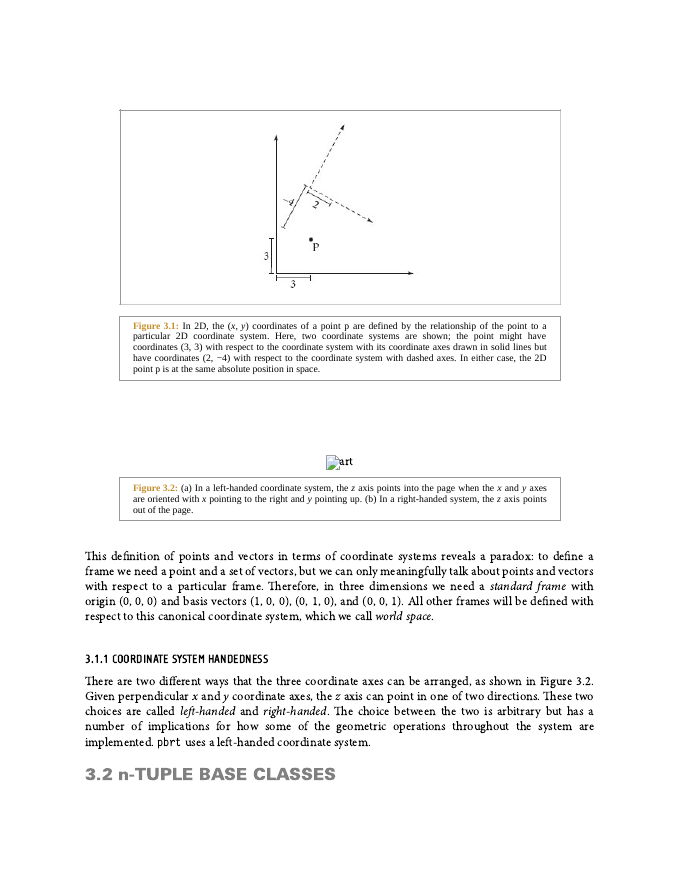 -4
2
P
3
3
Figure 3.1: In 2D, the (x, y) coordinates of a point p are defined by the relationship of the point to a
particular 2D coordinate system. Here, two coordinate systems are shown; the point might have
coordinates (3, 3) with respect to the coordinate system with its coordinate axes drawn in solid lines but
have coordinates (2, −4) with respect to the coordinate system with dashed axes. In either case, the 2D
point p is at the same absolute position in space.
art
Figure 3.2: (a) In a left-handed coordinate system, the z axis points into the page when the x and y axes
are oriented with x pointing to the right and y pointing up. (b) In a right-handed system, the z axis points
out of the page.
This definition of points and vectors in terms of coordinate systems reveals a paradox: to define a
frame we need a point and a set of vectors, but we can only meaningfully talk about points and vectors
with respect to a particular frame. Therefore, in three dimensions we need a standard frame with
origin (0, 0, 0) and basis vectors (1, 0, 0), (0, 1, 0), and (0, 0, 1). All other frames will be defined with
respect to this canonical coordinate system, which we call world space.
3.1.1 COORDINATE SYSTEM HANDEDNESS
There are two different ways that the three coordinate axes can be arranged, as shown in Figure 3.2.
Given perpendicular x and y coordinate axes, the z axis can point in one of two directions. These two
choices are called left-handed and right-handed. The choice between the two is arbitrary but has a
number of implications for how some of the geometric operations throughout the system are
implemented. pbrt uses a left-handed coordinate system.
3.2 n-TUPLE BASE CLASSES